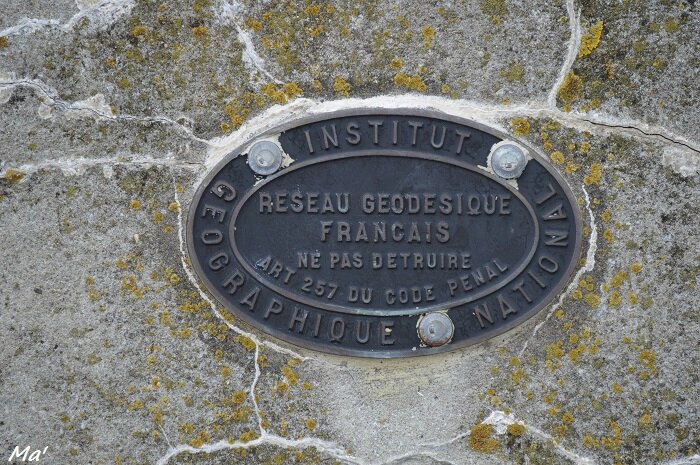 INSTITUT
GEOGRAPHIQUE NATIONAL
RESEAU GEODESIQUE
FRANCAIS
NE PAS DETRUIRE
ART 257 DU CODE PENAL
Ma'